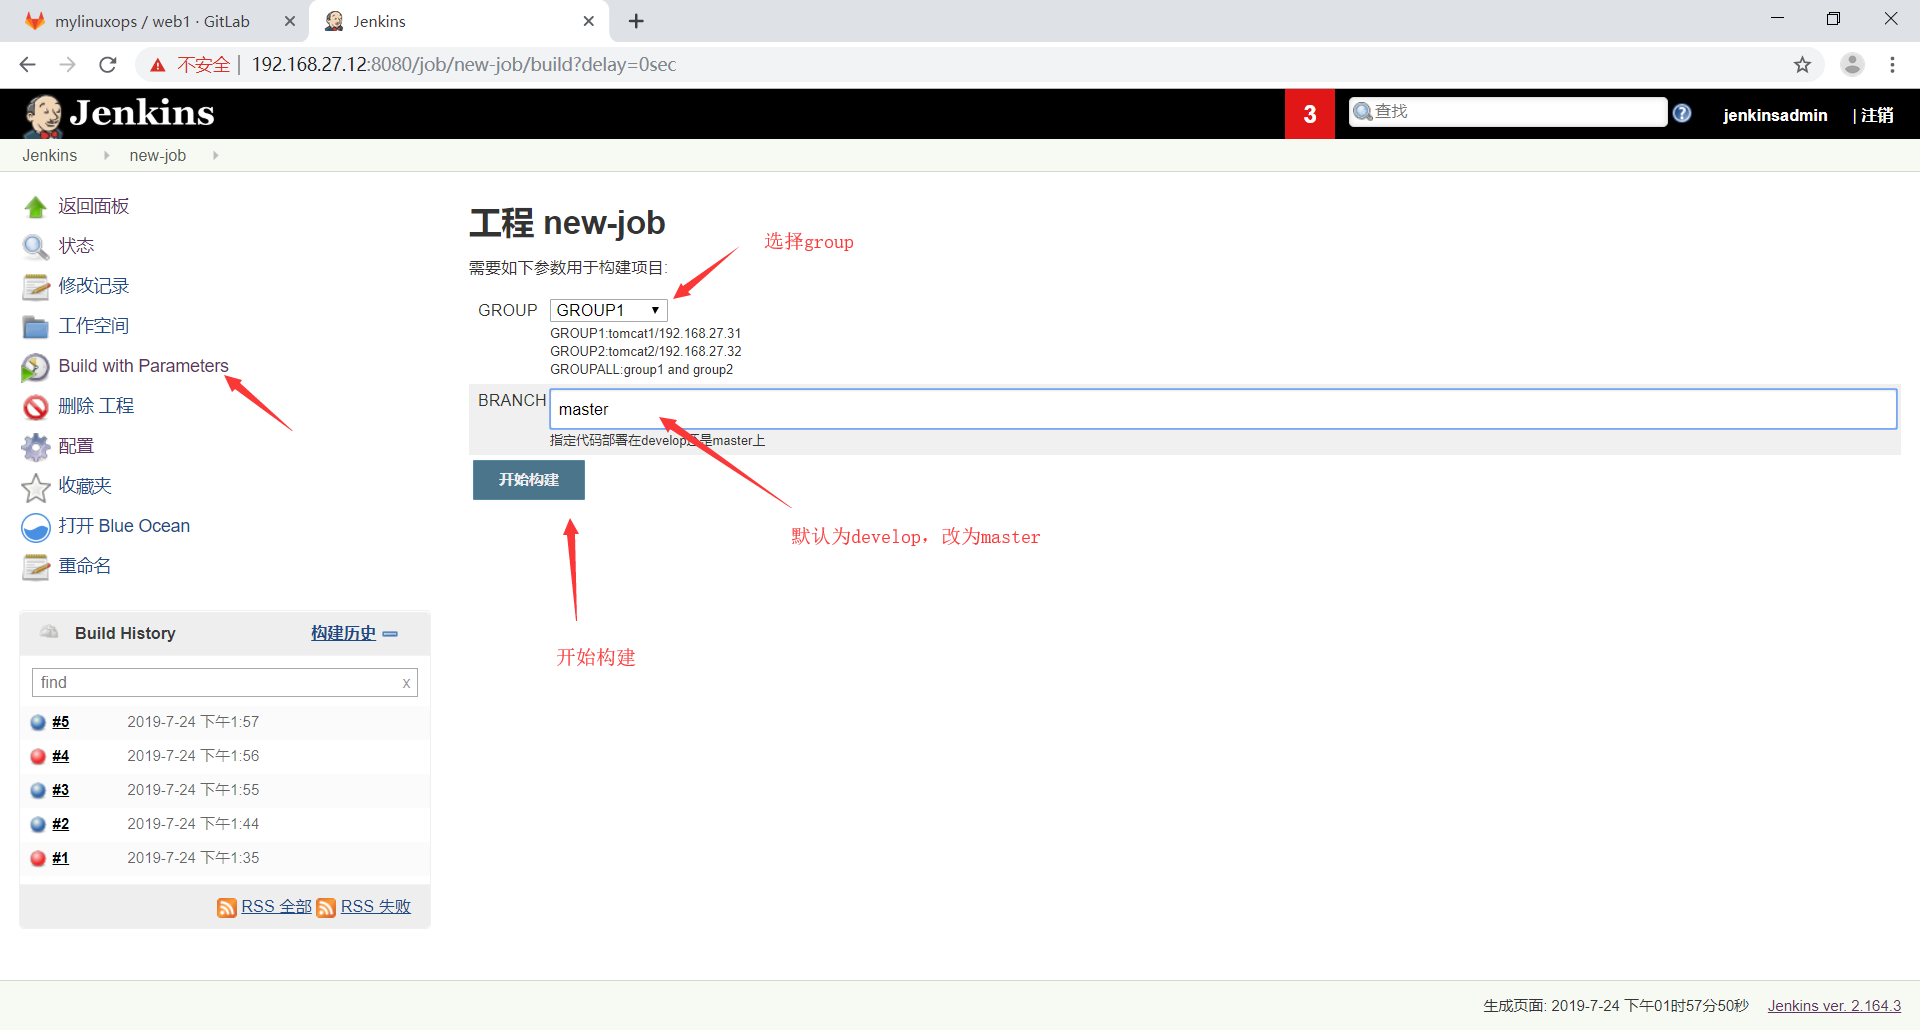 mylinuxops / web1 · GitLab
Jenkins
不安全 | 192.168.27.12:8080/job/new-job/build?delay=0sec
Jenkins
3
查找
jenkinsadmin
| 注销
Jenkins
new-job
返回面板
状态
修改记录
工作空间
Build with Parameters
删除 工程
配置
收藏夹
打开 Blue Ocean
重命名
工程 new-job
选择group
需要如下参数用于构建项目:
GROUP
GROUP1
GROUP1:tomcat1/192.168.27.31
GROUP2:tomcat2/192.168.27.32
GROUPALL:group1 and group2
BRANCH
master
指定代码部署在develop还是master上
开始构建
默认为develop，改为master
开始构建
Build History
构建历史
find
x
#5 2019-7-24 下午1:57
#4 2019-7-24 下午1:56
#3 2019-7-24 下午1:55
#2 2019-7-24 下午1:44
#1 2019-7-24 下午1:35
RSS 全部 RSS 失败
生成页面: 2019-7-24 下午01时57分50秒
Jenkins ver. 2.164.3